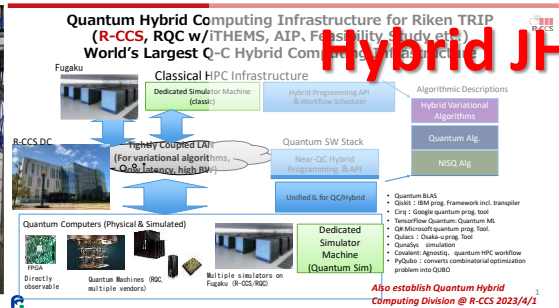 Quantum Hybrid Computing Infrastructure for Riken TRIP
(R-CCS, RQC w/iTHEMS, AIP、Feasibility Study etc.)
World's Largest Q-C Hybrid Computing Infrastructure
Hybrid JH
Fugaku
Classical HPC Infrastructure
Dedicated Simulator Machine
(classic)
Hybrid Programming API
& Workflow Scheduler
Algorithmic Descriptions
Hybrid Variational
Algorithms
Quantum Alg.
NISQ Alg
R-CCS DC
Tightly Coupled LAN
(For variational algorithms,
low latency, high BW)
Quantum SW Stack
Near-QC Hybrid
Programming & API
Unified IL for QC/Hybrid
• Quantum BLAS
• Qiskit：IBM prog. Framework incl. transpiler
• Cirq：Google quantum prog. tool
• TensorFlow Quantum: Quantum ML
• Q#:Microsoft quantum prog. Tool.
• Qulacs：Osaka-u prog. Tool
• QunaSys simulation
• Covalent: Agnostiq. quantum HPC workflow
• PyQubo：converts combinatorial optimization
problem into QUBO
Quantum Computers (Physical & Simulated)
FPGA
Directly
observable
Quantum Machines (RQC,
multiple vendors)
Multiple simulators on
Fugaku (R-CCS/RQC)
Dedicated
Simulator
Machine
(Quantum Sim)
Also establish Quantum Hybrid
Computing Division @ R-CCS 2023/4/1
1